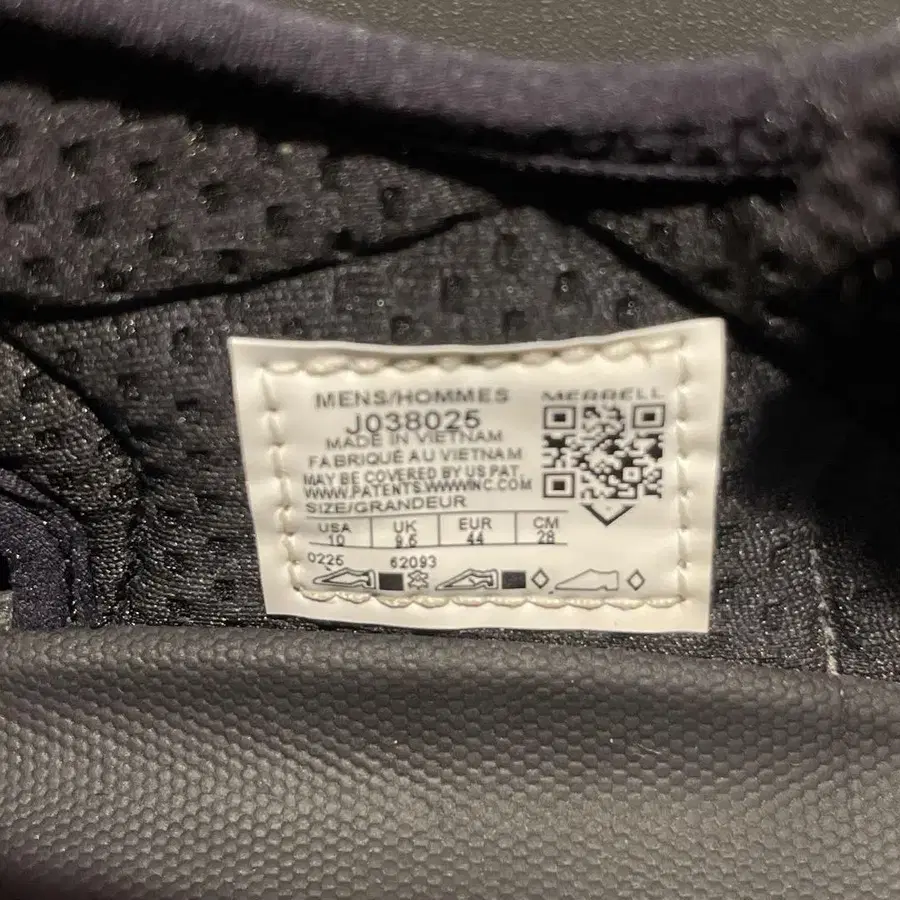 MENS/HOMMES
MERRELL
J038025
MADE IN VIETNAM
FABRIQUÉ AU VIETNAM
MAY BE COVERED BY US PAT.
WWW.PATENTS.WWWINC.COM
SIZE/GRANDEUR
USA UK EUR CM
10 9.5 44 28
0225 62093